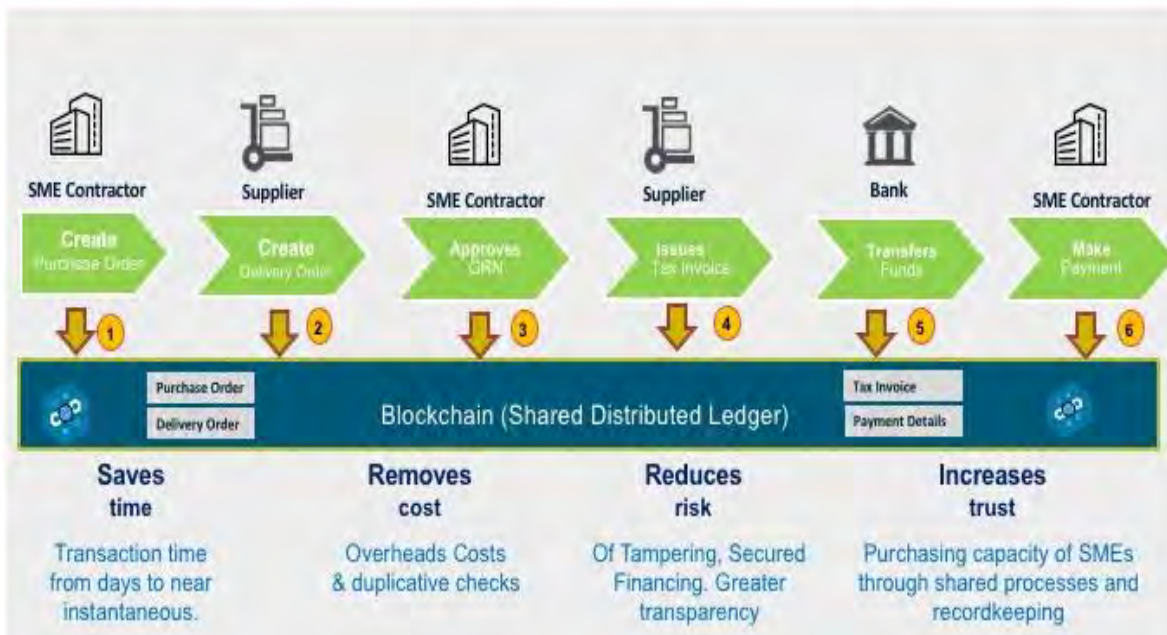 SME Contractor
Supplier
SME Contractor
Supplier
Bank
SME Contractor
Create
Purchase Order
Create
Delivery Order
Approves
GRN
Issues
Tax Invoice
Transfers
Funds
Make
Payment
1
2
3
4
5
6
Purchase Order
Delivery Order
Blockchain (Shared Distributed Ledger)
Tax Invoice
Payment Details
Saves
time
Transaction time
from days to near
instantaneous.
Removes
cost
Overheads Costs
& duplicative checks
Reduces
risk
Of Tampering, Secured
Financing. Greater
transparency
Increases
trust
Purchasing capacity of SMEs
through shared processes and
recordkeeping